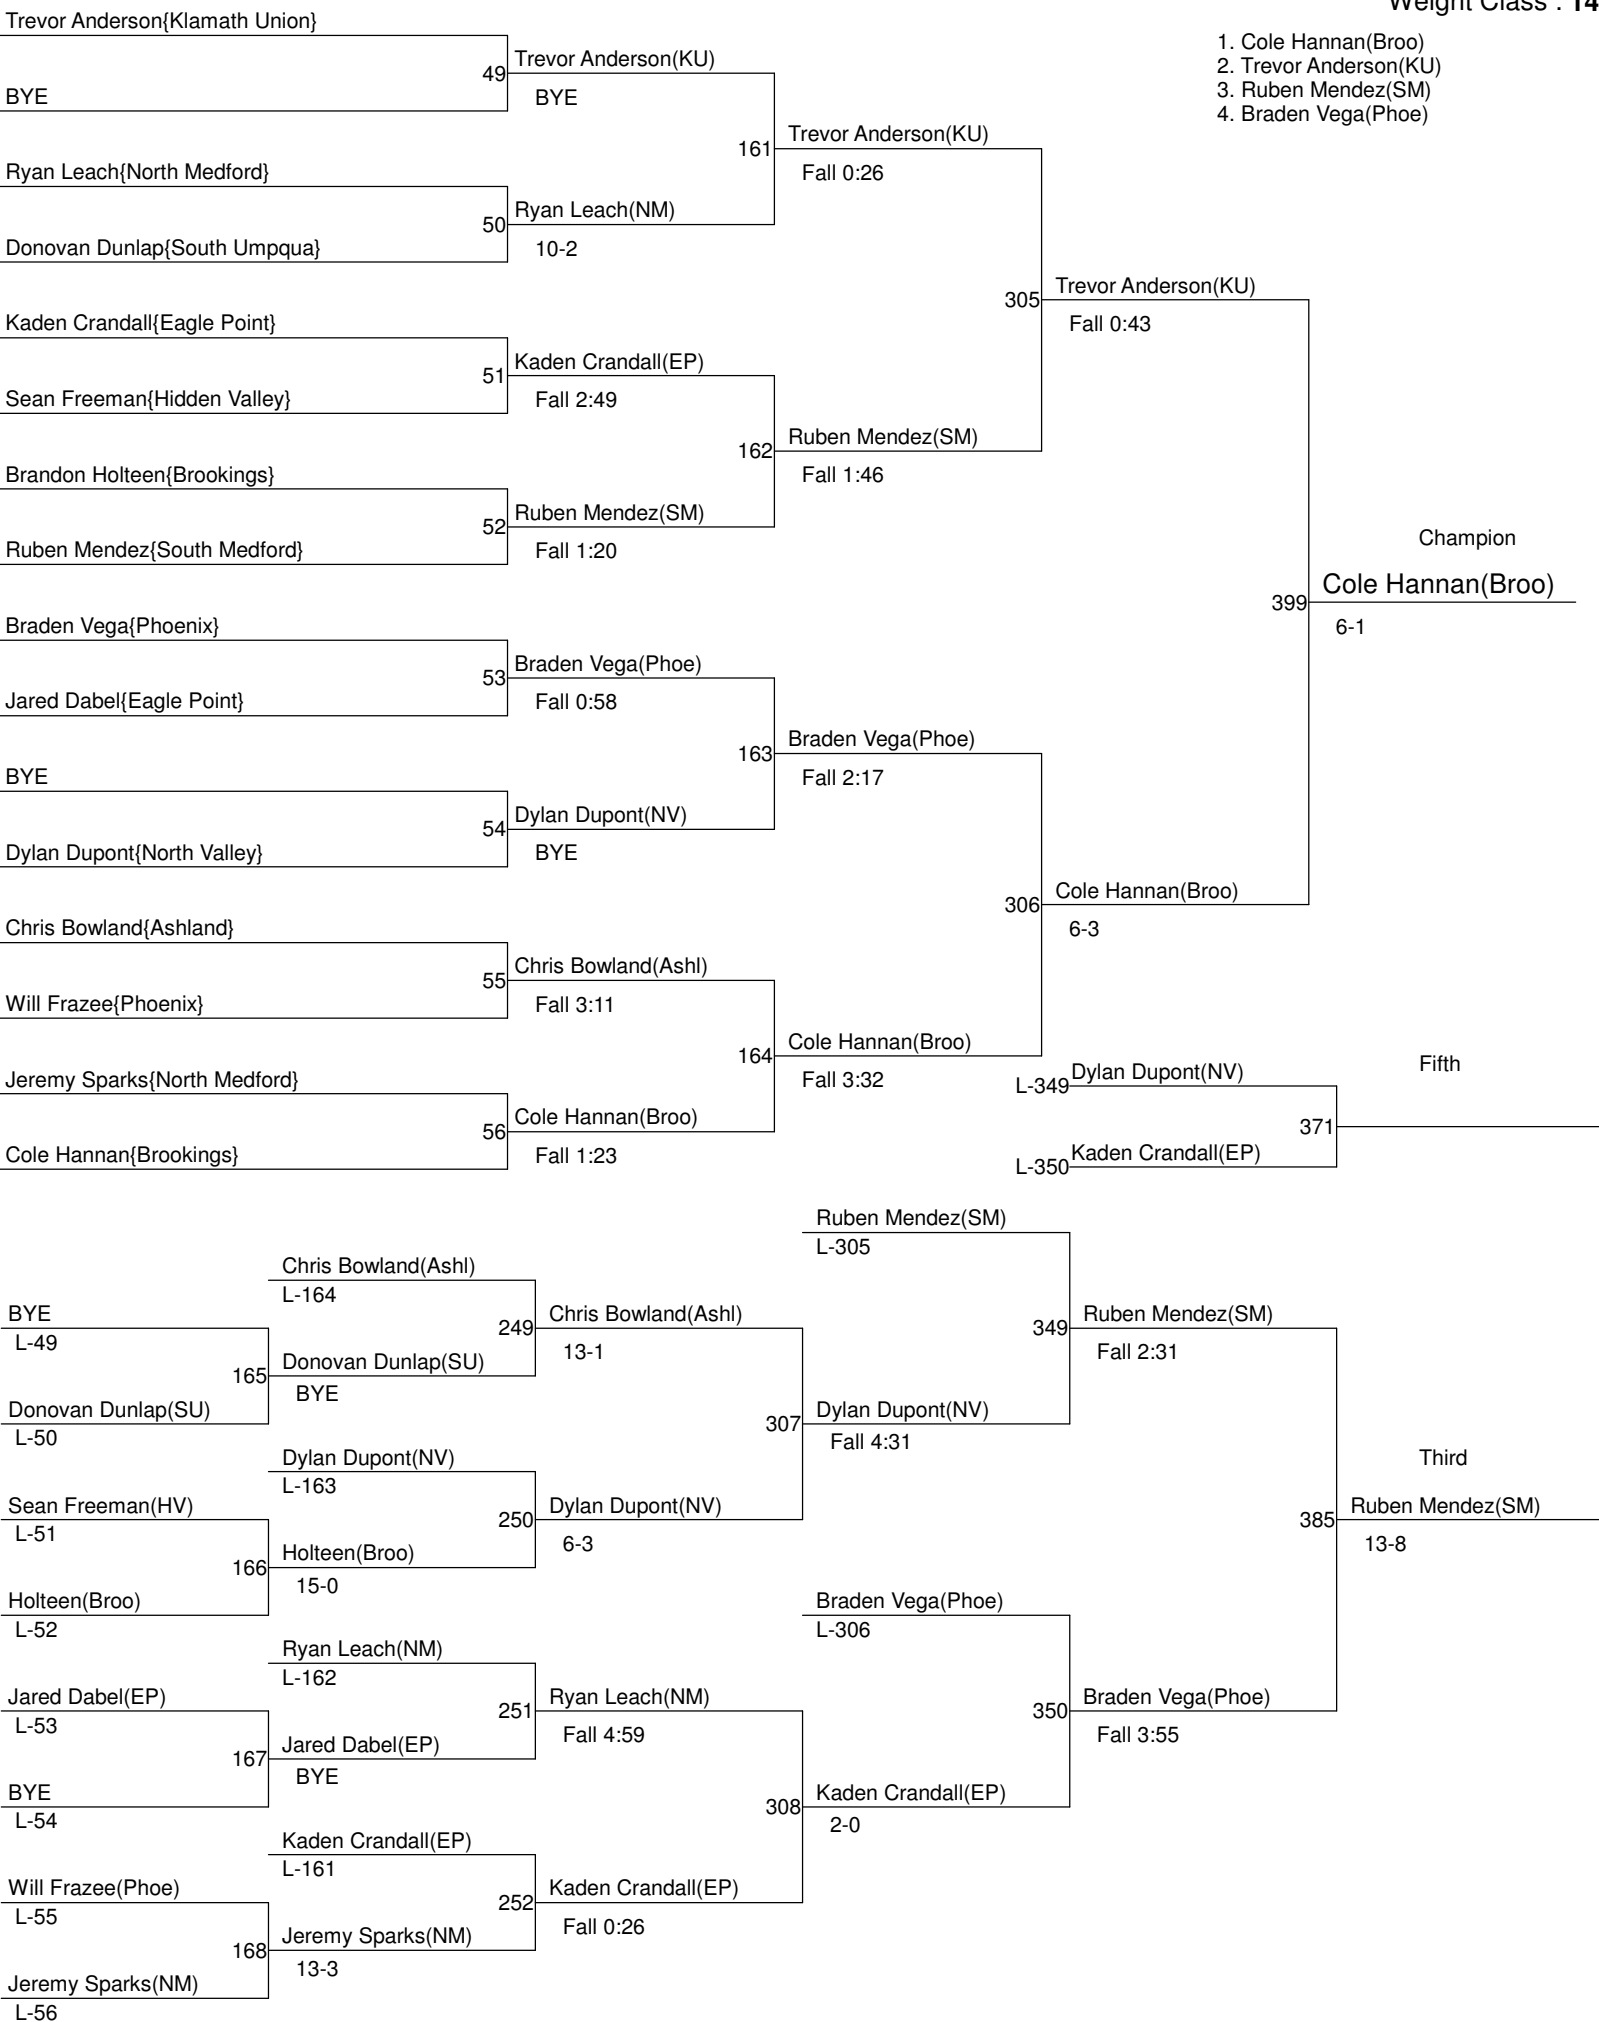 Weight Class : 14
1. Cole Hannan(Broo)
2. Trevor Anderson(KU)
3. Ruben Mendez(SM)
4. Braden Vega(Phoe)
Trevor Anderson{Klamath Union}
49
Trevor Anderson(KU)
BYE
BYE
161
Trevor Anderson(KU)
Fall 0:26
Ryan Leach{North Medford}
50
Ryan Leach(NM)
10-2
Donovan Dunlap{South Umpqua}
305
Trevor Anderson(KU)
Fall 0:43
Kaden Crandall{Eagle Point}
51
Kaden Crandall(EP)
Fall 2:49
Sean Freeman{Hidden Valley}
162
Ruben Mendez(SM)
Fall 1:46
Brandon Holteen{Brookings}
52
Ruben Mendez(SM)
Fall 1:20
Ruben Mendez{South Medford}
Champion
399
Cole Hannan(Broo)
6-1
Braden Vega{Phoenix}
53
Braden Vega(Phoe)
Fall 0:58
Jared Dabel{Eagle Point}
163
Braden Vega(Phoe)
Fall 2:17
BYE
54
Dylan Dupont(NV)
BYE
Dylan Dupont{North Valley}
306
Cole Hannan(Broo)
6-3
Chris Bowland{Ashland}
55
Chris Bowland(Ashl)
Fall 3:11
Will Frazee{Phoenix}
164
Cole Hannan(Broo)
Fall 3:32
Jeremy Sparks{North Medford}
56
Cole Hannan(Broo)
Fall 1:23
Cole Hannan{Brookings}
Fifth
L-349
Dylan Dupont(NV)
371
L-350
Kaden Crandall(EP)
Ruben Mendez(SM)
L-305
Chris Bowland(Ashl)
L-164
BYE
L-49
249
Chris Bowland(Ashl)
13-1
349
Ruben Mendez(SM)
Fall 2:31
165
Donovan Dunlap(SU)
BYE
Donovan Dunlap(SU)
L-50
307
Dylan Dupont(NV)
Fall 4:31
Dylan Dupont(NV)
L-163
Third
Sean Freeman(HV)
L-51
250
Dylan Dupont(NV)
6-3
385
Ruben Mendez(SM)
13-8
166
Holteen(Broo)
15-0
Holteen(Broo)
L-52
Braden Vega(Phoe)
L-306
Ryan Leach(NM)
L-162
Jared Dabel(EP)
L-53
251
Ryan Leach(NM)
Fall 4:59
350
Braden Vega(Phoe)
Fall 3:55
167
Jared Dabel(EP)
BYE
BYE
L-54
308
Kaden Crandall(EP)
2-0
Kaden Crandall(EP)
L-161
Will Frazee(Phoe)
L-55
252
Kaden Crandall(EP)
Fall 0:26
168
Jeremy Sparks(NM)
13-3
Jeremy Sparks(NM)
L-56